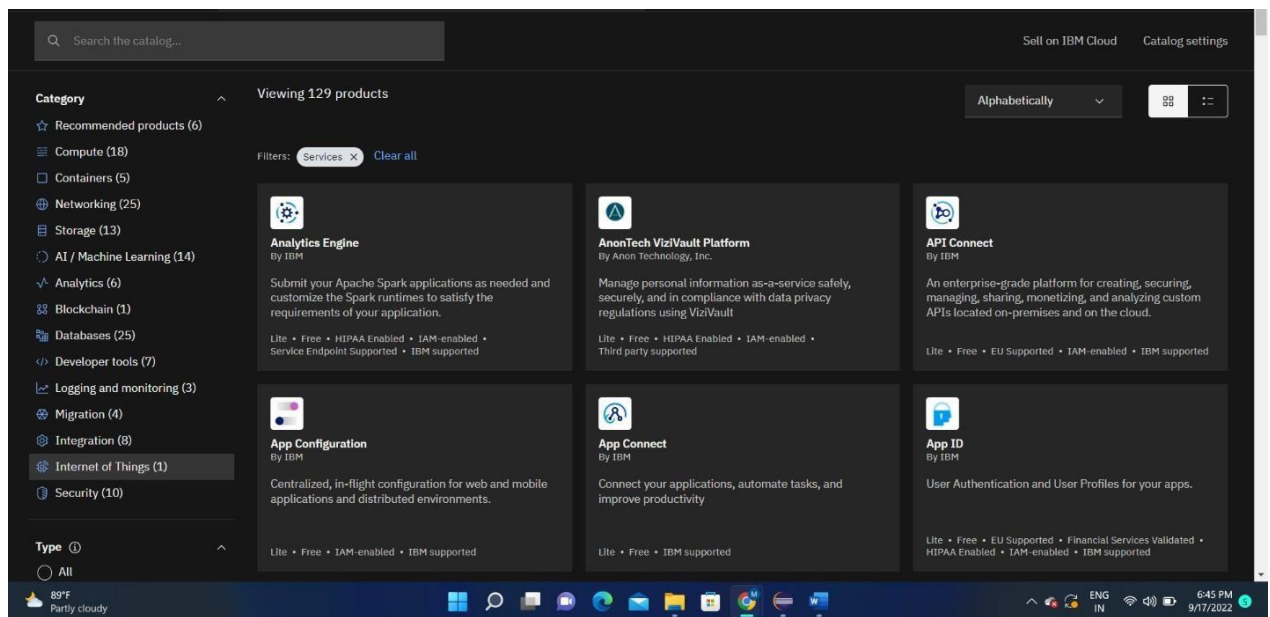 Search the catalog...
Sell on IBM Cloud
Catalog settings
Category
Recommended products (6)
Compute (18)
Containers (5)
Networking (25)
Storage (13)
AI / Machine Learning (14)
Analytics (6)
Blockchain (1)
Databases (25)
Developer tools (7)
Logging and monitoring (3)
Migration (4)
Integration (8)
Internet of Things (1)
Security (10)
Type
All
Viewing 129 products
Alphabetically
Filters: Services × Clear all
Analytics Engine
By IBM
Submit your Apache Spark applications as needed and
customize the Spark runtimes to satisfy the
requirements of your application.
Lite • Free • HIPAA Enabled • IAM-enabled •
Service Endpoint Supported • IBM supported
AnonTech ViziVault Platform
By Anon Technology, Inc.
Manage personal information as-a-service safely,
securely, and in compliance with data privacy
regulations using ViziVault
Lite • Free • HIPAA Enabled • IAM-enabled •
Third party supported
API Connect
By IBM
An enterprise-grade platform for creating, securing,
managing, sharing, monetizing, and analyzing custom
APIs located on-premises and on the cloud.
Lite • Free • EU Supported • IAM-enabled • IBM supported
App Configuration
By IBM
Centralized, in-flight configuration for web and mobile
applications and distributed environments.
Lite • Free • IAM-enabled • IBM supported
App Connect
By IBM
Connect your applications, automate tasks, and
improve productivity
Lite • Free • IBM supported
App ID
By IBM
User Authentication and User Profiles for your apps.
Lite • Free • EU Supported • Financial Services Validated •
HIPAA Enabled • IAM-enabled • IBM supported
89°F
Partly cloudy
ENG
IN
6:45 PM
9/17/2022
5